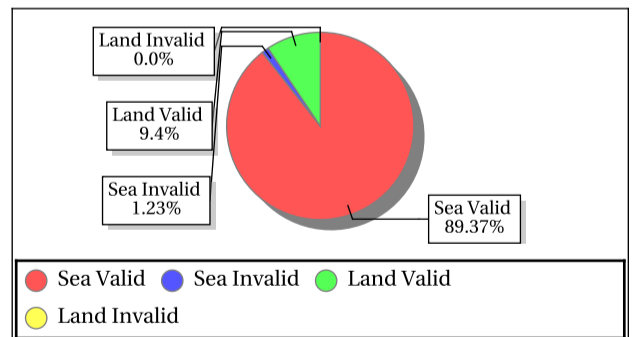 Land Invalid
0.0%
Land Valid
9.4%
Sea Invalid
1.23%
Sea Valid
89.37%
Sea Valid Sea Invalid Land Valid
Land Invalid